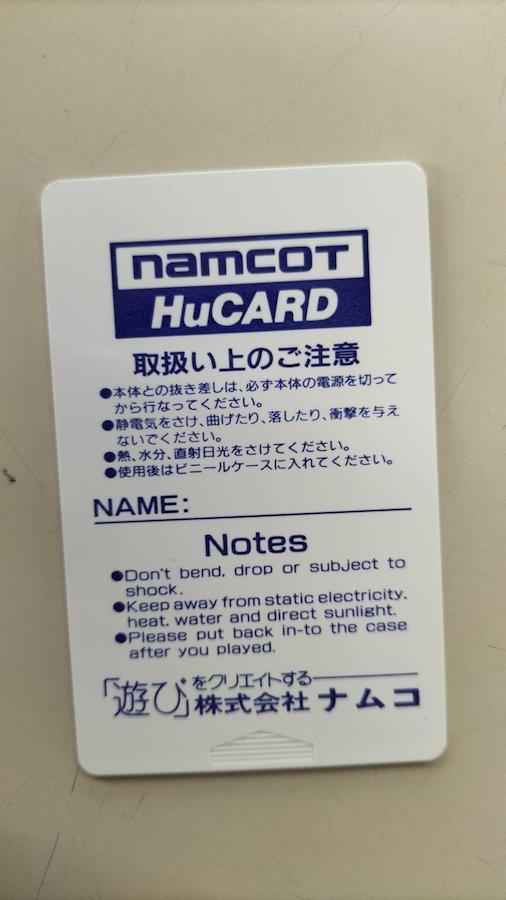 namcoT
HuCARD
取扱い上のご注意
●本体との抜き差しは、必ず本体の電源を切って
から行なってください。
●静電気をさけ、曲げたり、落したり、衝撃を与え
ないでください。
●熱、水分、直射日光をさけてください。
●使用後はビニールケースに入れてください。
NAME:
Notes
●Don't bend, drop or subject to
shock.
●Keep away from static electricity,
heat, water and direct sunlight.
●Please put back in-to the case
after you played.
「遊び」をクリエイトする
株式会社ナムコ